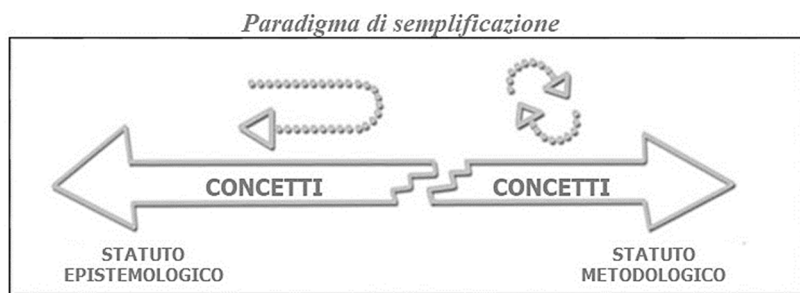 Paradigma di semplificazione
CONCETTI
CONCETTI
STATUTO
EPISTEMOLOGICO
STATUTO
METODOLOGICO